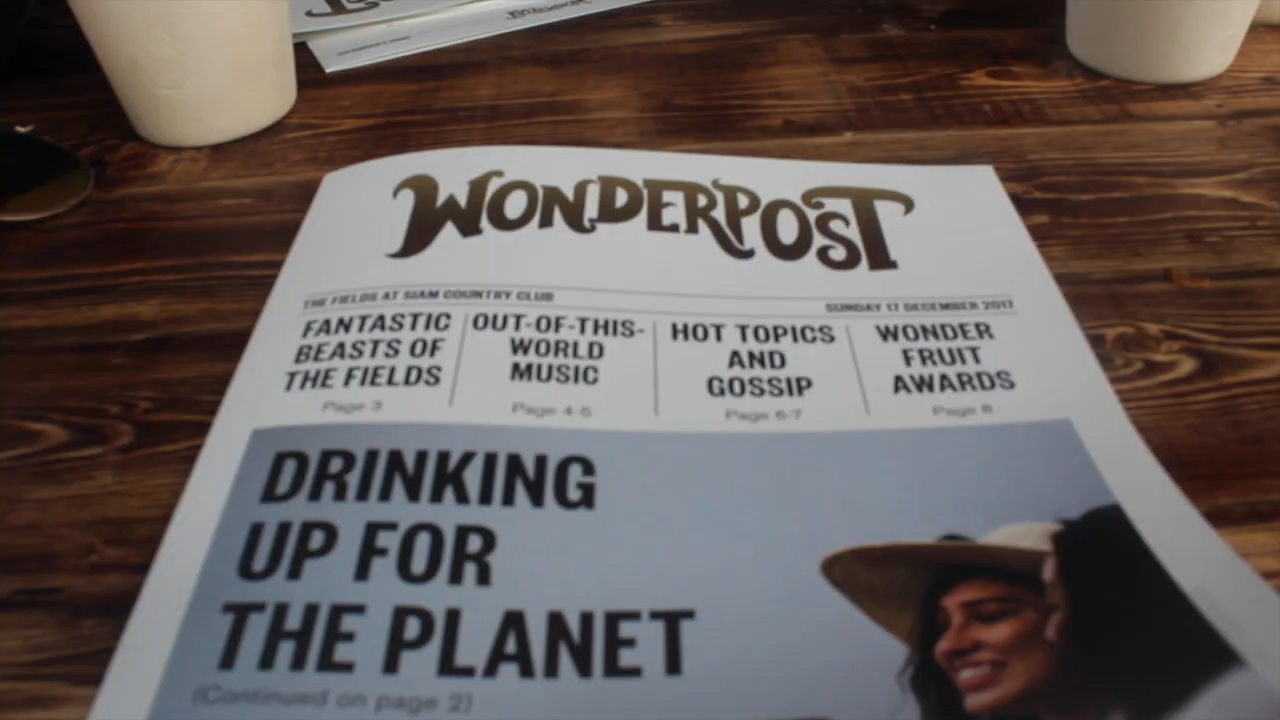 WONDERPOST
THE FIELDS AT SIAM COUNTRY CLUB
SUNDAY 17 DECEMBER 2017
FANTASTIC
BEASTS OF
THE FIELDS
Page 3
OUT-OF-THIS-
WORLD
MUSIC
Page 4-5
HOT TOPICS
AND
GOSSIP
Page 6-7
WONDER
FRUIT
AWARDS
Page 8
DRINKING
UP FOR
THE PLANET
(Continued on page 2)